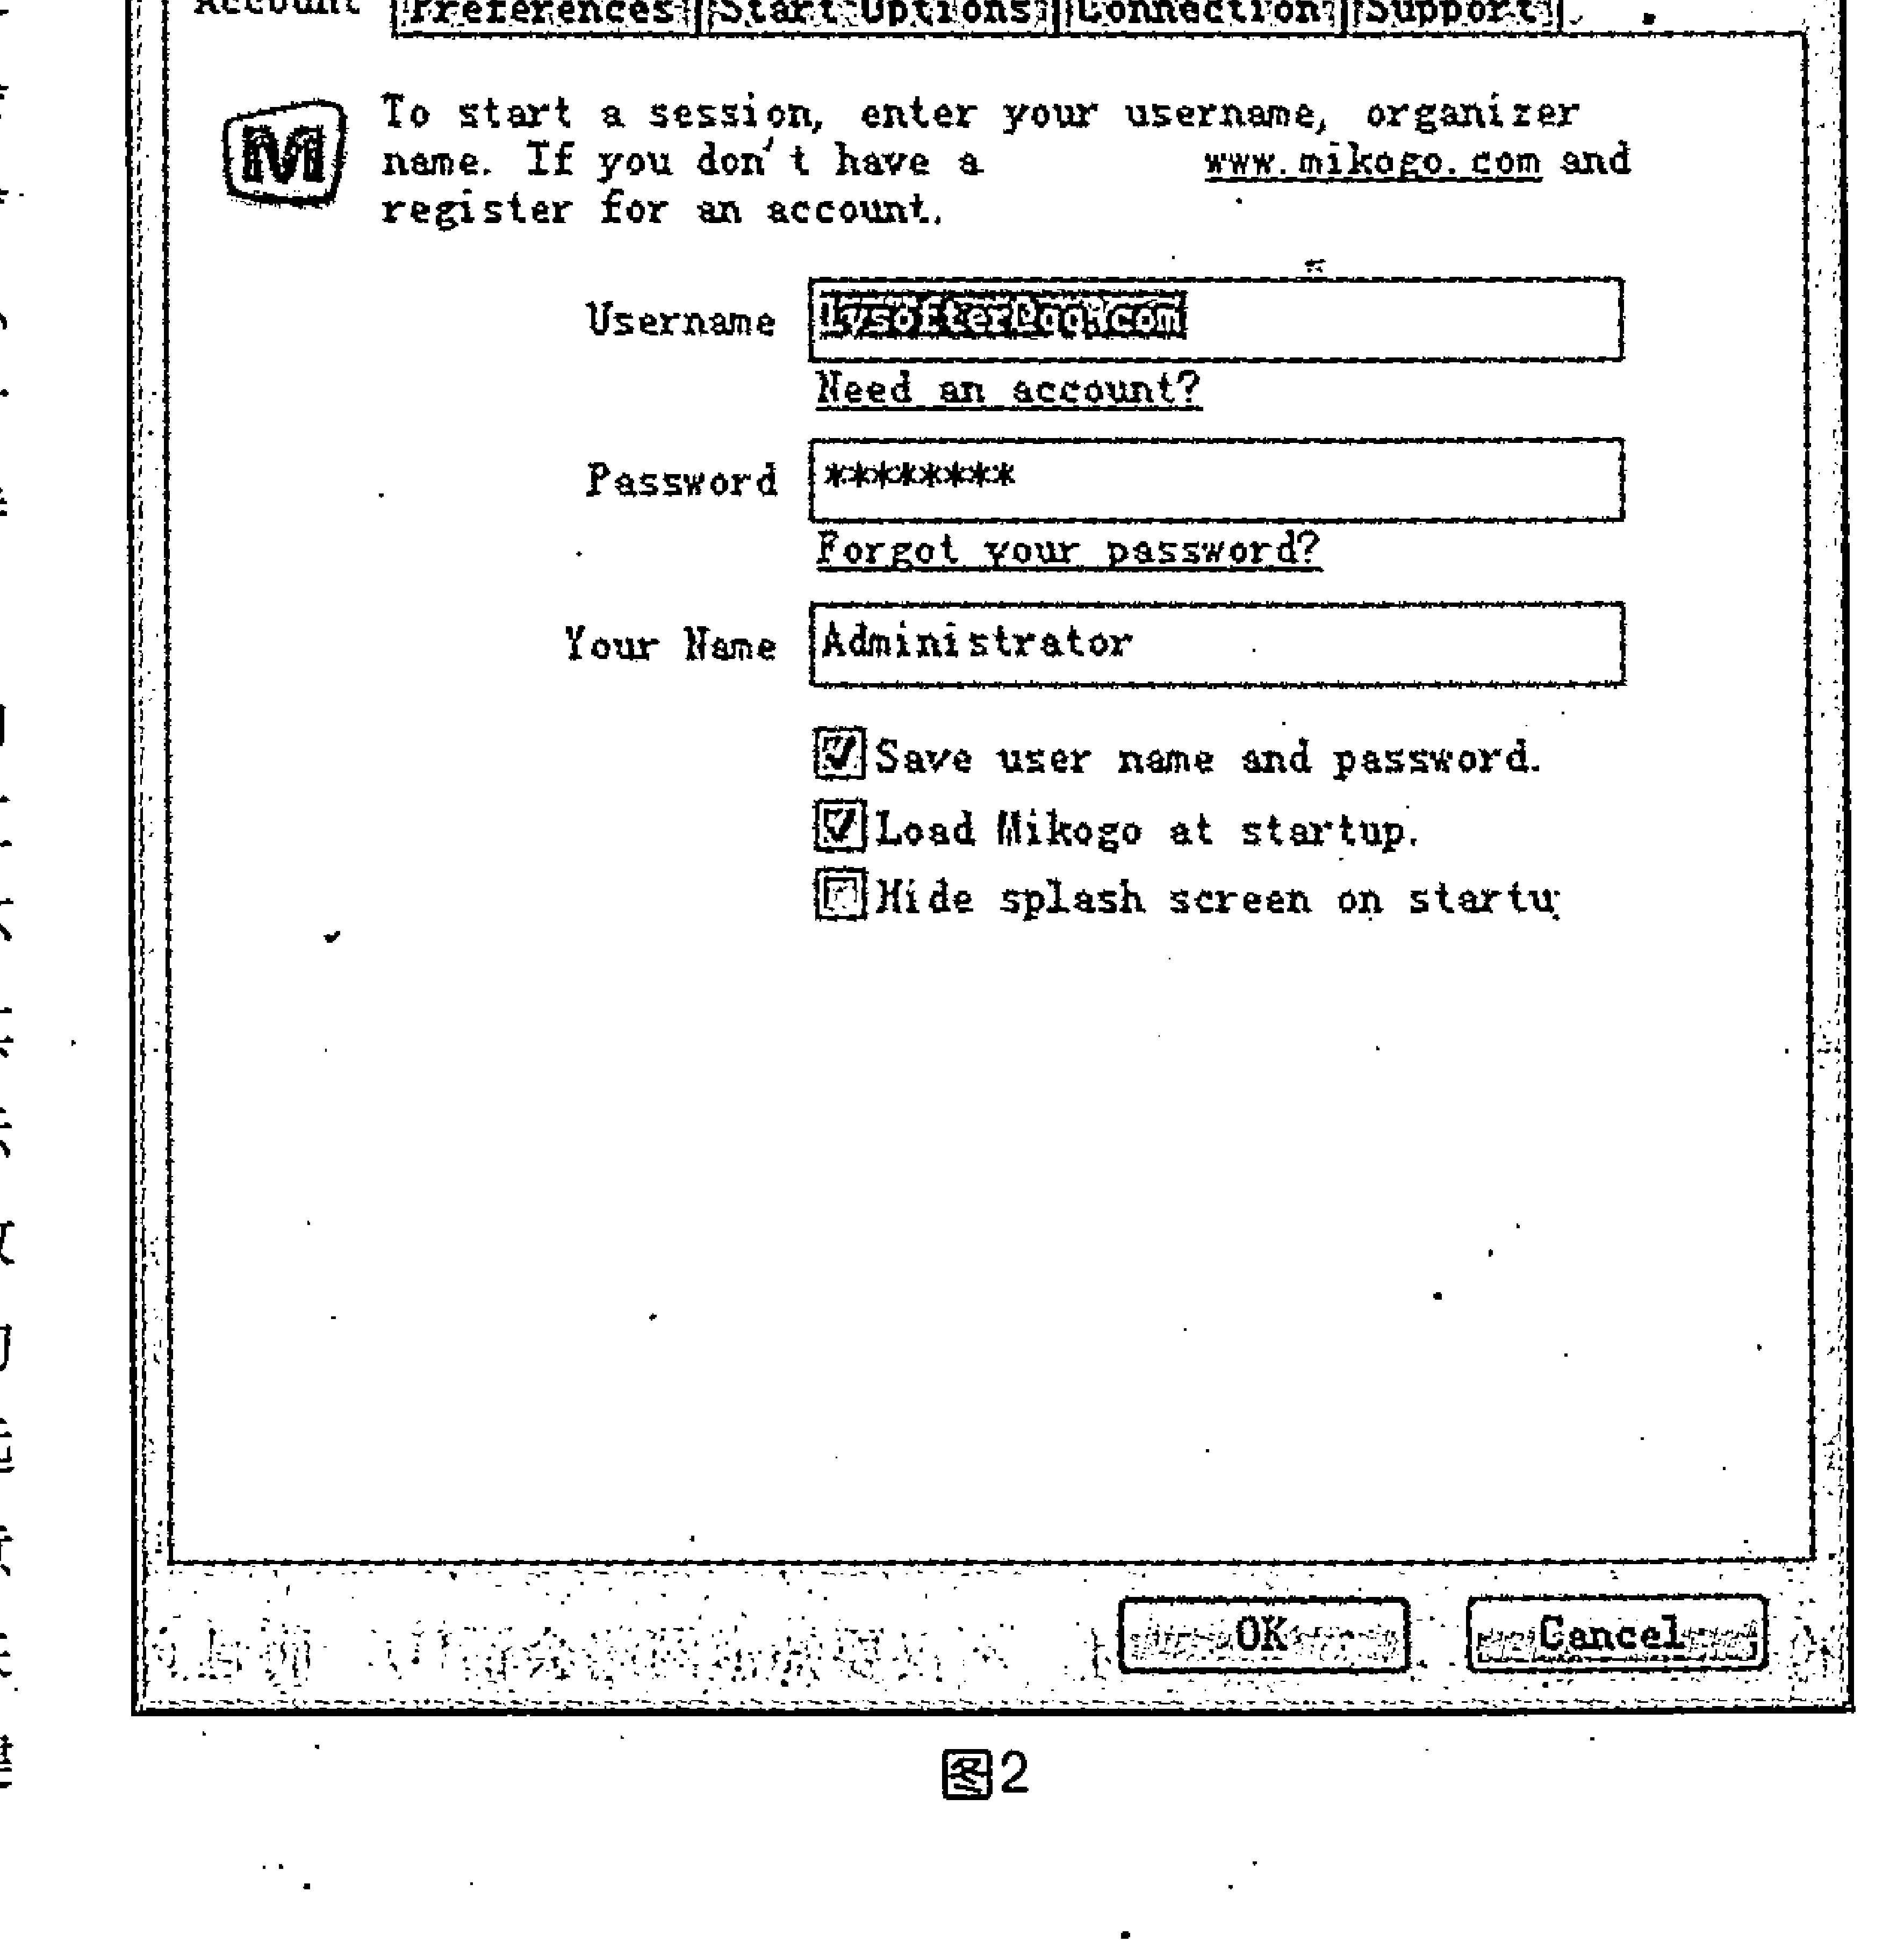 Account Preferences Start Options Connection Support
M
To start a session, enter your username, organizer
name. If you don't have a www.mikogo.com and
register for an account.
Username
Need an account?
Password ********
Forgot your password?
Your Name Administrator
Save user name and password.
Load Mikogo at startup.
Hide splash screen on startu
OK Cancel
图2